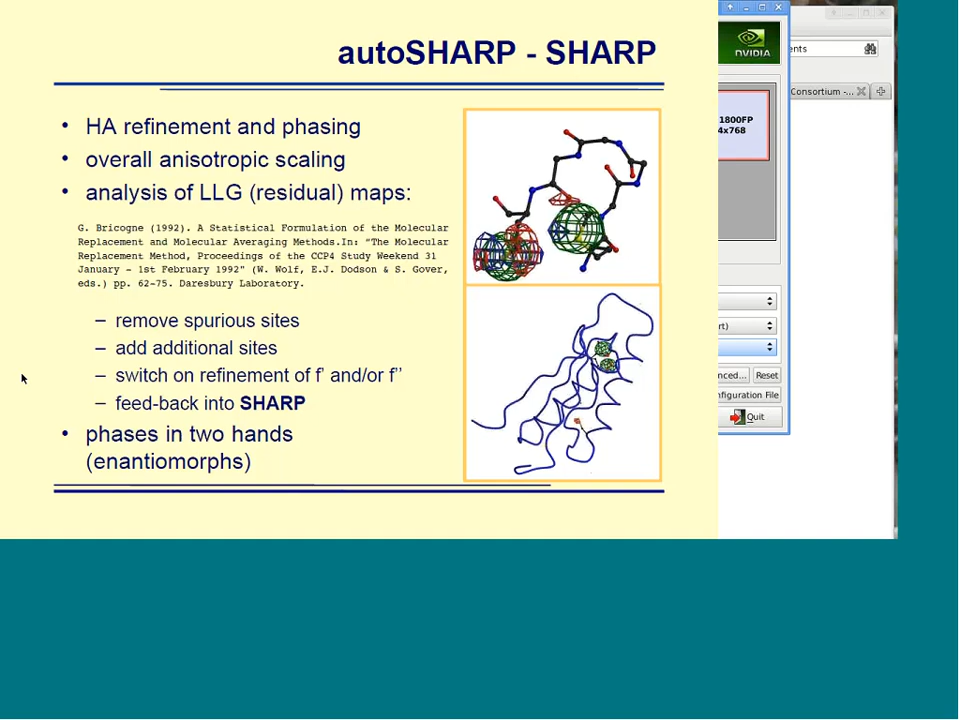 autoSHARP - SHARP
• HA refinement and phasing
• overall anisotropic scaling
• analysis of LLG (residual) maps:
G. Bricogne (1992). A Statistical Formulation of the Molecular
Replacement and Molecular Averaging Methods.In: "The Molecular
Replacement Method, Proceedings of the CCP4 Study Weekend 31
January - 1st February 1992" (W. Wolf, E.J. Dodson & S. Gover,
eds.) pp. 62-75. Daresbury Laboratory.
– remove spurious sites
– add additional sites
– switch on refinement of f' and/or f''
– feed-back into SHARP
• phases in two hands
(enantiomorphs)
NVIDIA
ents
Consortium -...
1800FP
4x768
rt)
nced...
Reset
nfiguration File
Quit